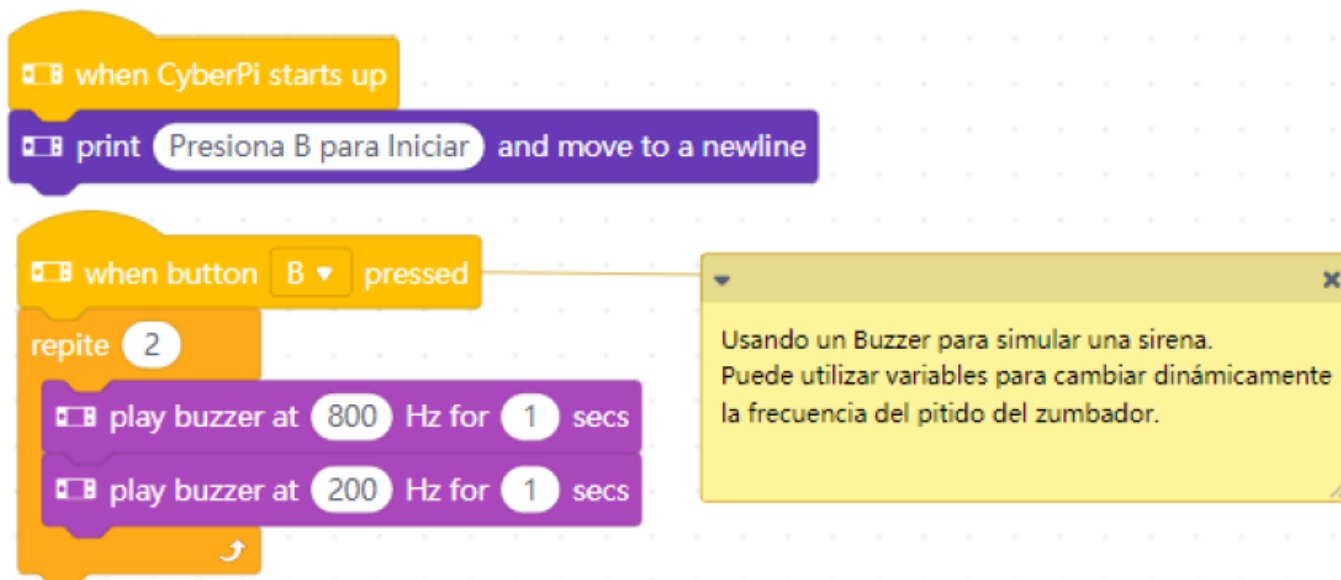 when CyberPi starts up
print Presiona B para Iniciar and move to a newline
when button B pressed
repite 2
play buzzer at 800 Hz for 1 secs
play buzzer at 200 Hz for 1 secs
Usando un Buzzer para simular una sirena.
Puede utilizar variables para cambiar dinámicamente
la frecuencia del pitido del zumbador.